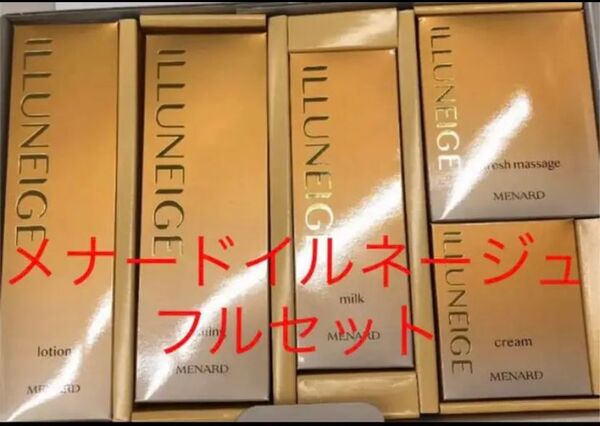 ILLUNEIGE
lotion
MENARD
ILLUNEIGE
MENARD
ILLUNEIGE
milk
MENARD
ILLUNEIGE
massage
MENARD
ILLUNEIGE
cream
MENARD
メナードイルネージュ
フルセット